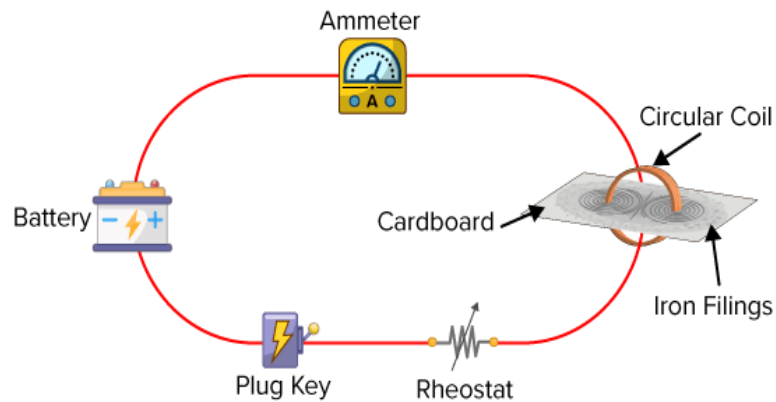 Ammeter
A
Circular Coil
Battery
Cardboard
Iron Filings
Plug Key
Rheostat